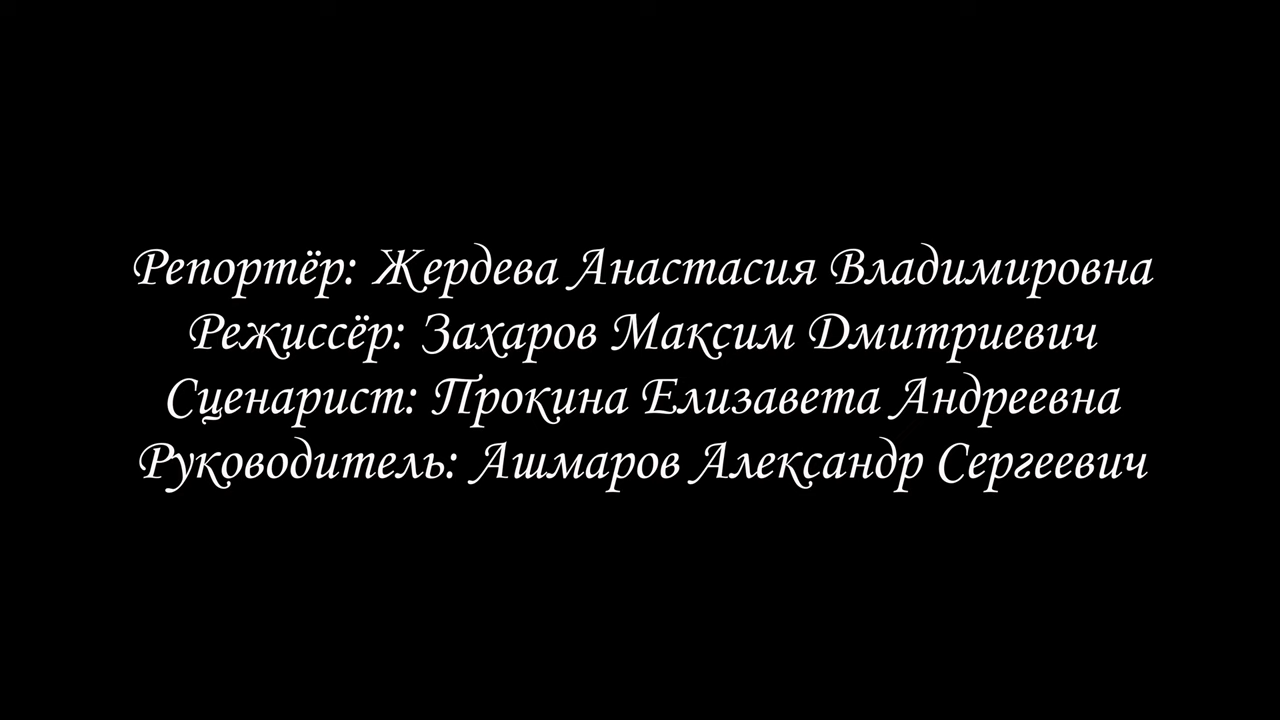 Репортёр: Жердева Анастасия Владимировна
Режиссёр: Захаров Максим Дмитриевич
Сценарист: Прокина Елизавета Андреевна
Руководитель: Ашмаров Александр Сергеевич